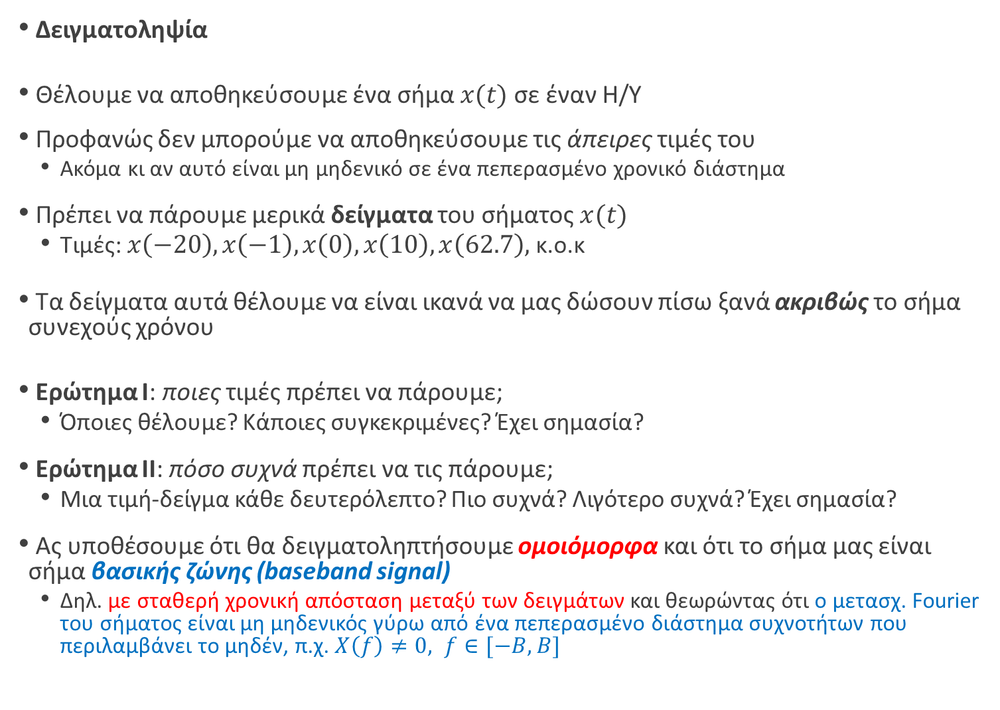 • Δειγματοληψία
• Θέλουμε να αποθηκεύσουμε ένα σήμα x(t) σε έναν Η/Υ
• Προφανώς δεν μπορούμε να αποθηκεύσουμε τις άπειρες τιμές του
• Ακόμα κι αν αυτό είναι μη μηδενικό σε ένα πεπερασμένο χρονικό διάστημα
• Πρέπει να πάρουμε μερικά δείγματα του σήματος x(t)
• Τιμές: x(−20), x(−1), x(0), x(10), x(62.7), κ.ο.κ
• Τα δείγματα αυτά θέλουμε να είναι ικανά να μας δώσουν πίσω ξανά ακριβώς το σήμα
συνεχούς χρόνου
• Ερώτημα Ι: ποιες τιμές πρέπει να πάρουμε;
• Όποιες θέλουμε? Κάποιες συγκεκριμένες? Έχει σημασία?
• Ερώτημα ΙΙ: πόσο συχνά πρέπει να τις πάρουμε;
• Μια τιμή-δείγμα κάθε δευτερόλεπτο? Πιο συχνά? Λιγότερο συχνά? Έχει σημασία?
• Ας υποθέσουμε ότι θα δειγματοληπτήσουμε ομοιόμορφα και ότι το σήμα μας είναι
σήμα βασικής ζώνης (baseband signal)
• Δηλ. με σταθερή χρονική απόσταση μεταξύ των δειγμάτων και θεωρώντας ότι ο μετασχ. Fourier
του σήματος είναι μη μηδενικός γύρω από ένα πεπερασμένο διάστημα συχνοτήτων που
περιλαμβάνει το μηδέν, π.χ. X(f) ≠ 0, f ∈ [−B, B]